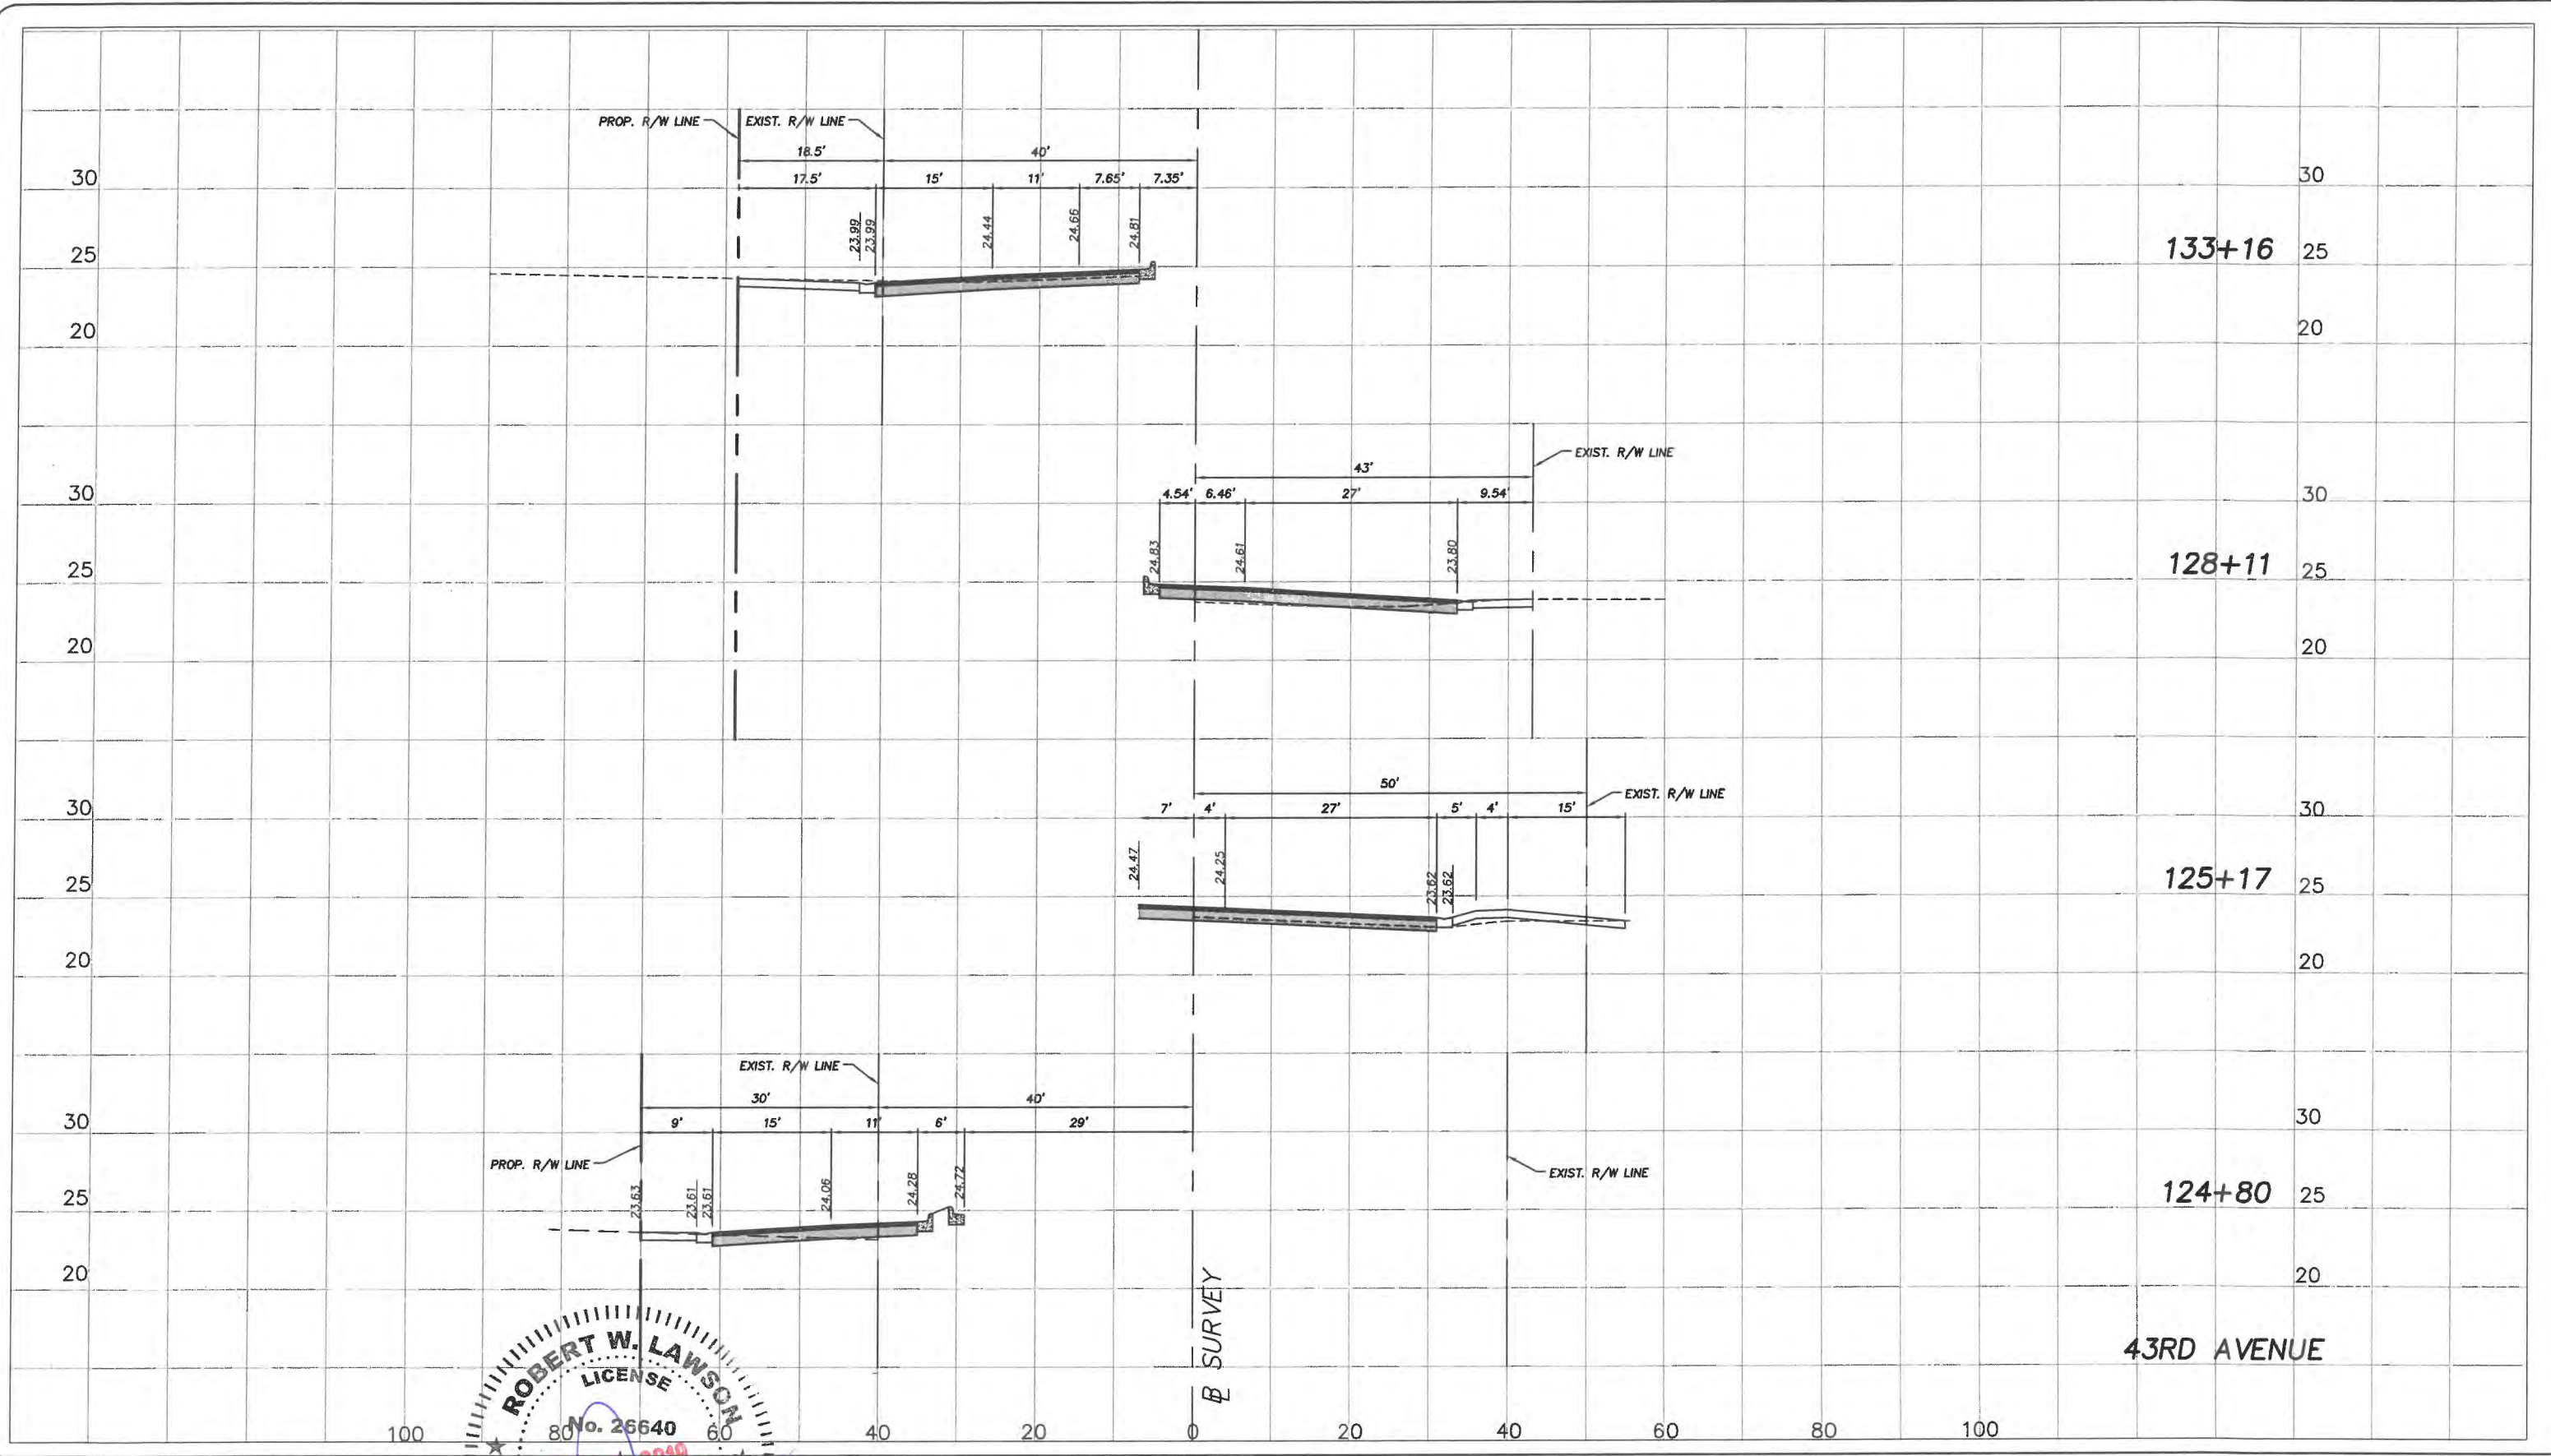 PROP. R/W LINE EXIST. R/W LINE
18.5' 40'
17.5' 15' 11' 7.65' 7.35'
30 30
23.99 23.99 24.44 24.66 24.81
25 133+16 25
20 20
EXIST. R/W LINE
43'
4.54' 6.46' 27' 9.54'
30 30
24.83 24.61 23.80
25 128+11 25
20 20
50'
EXIST. R/W LINE
7' 4' 27' 5' 4' 15'
30 30
24.47 24.25 23.62 23.62
25 125+17 25
20 20
EXIST. R/W LINE
30' 40'
9' 15' 11' 6' 29'
30 30
PROP. R/W LINE EXIST. R/W LINE
23.63 23.61 23.61 24.06 24.28 24.72
25 124+80 25
20 20
℔ SURVEY
43RD AVENUE
ROBERT W. LAWSON
LICENSE
No. 26640
100 80 60 40 20 0 20 40 60 80 100